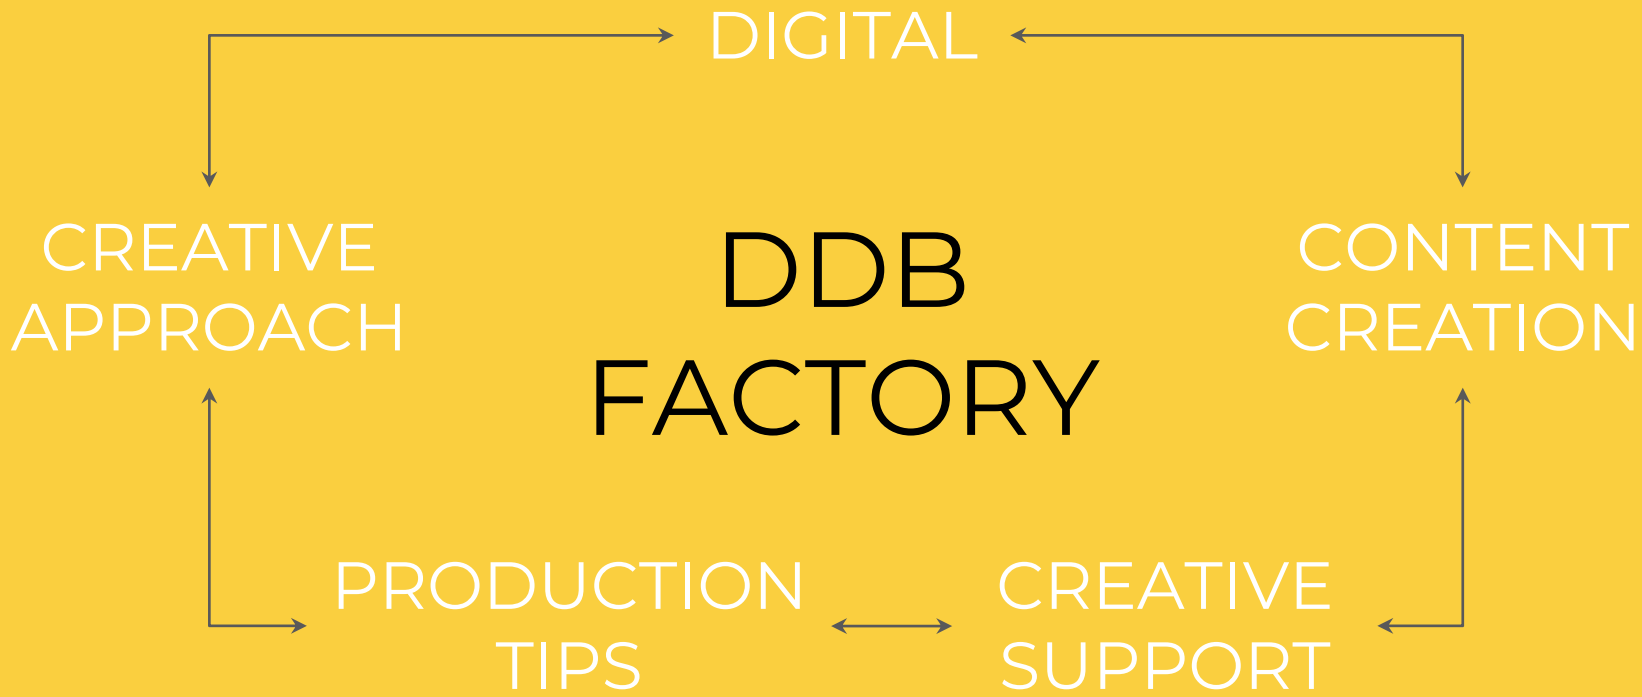 DIGITAL
CREATIVE
APPROACH
DDB
FACTORY
CONTENT
CREATION
PRODUCTION
TIPS
CREATIVE
SUPPORT